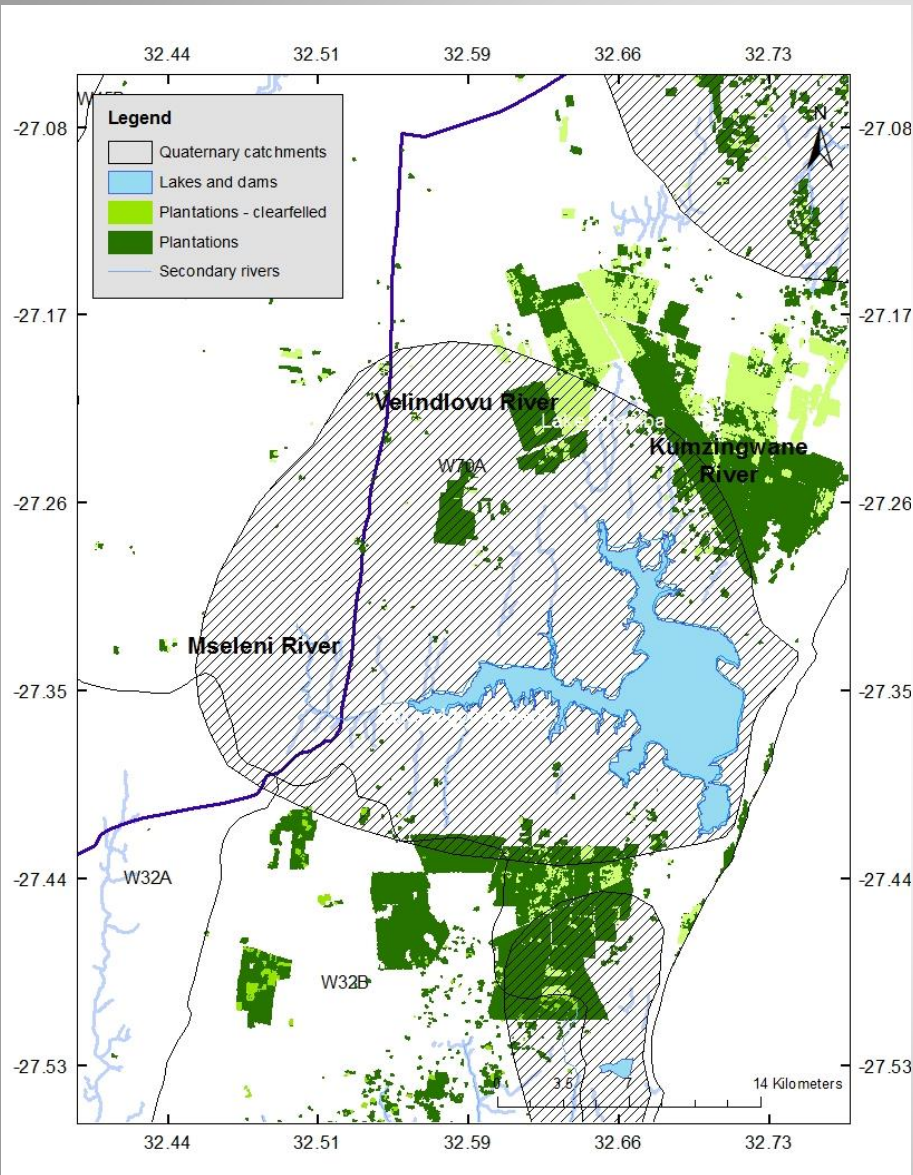 32.44 32.51 32.59 32.66 32.73
-27.08 -27.08
Legend
Quaternary catchments
Lakes and dams
Plantations - clearfelled
Plantations
Secondary rivers
N
-27.17 -27.17
Velindlovu River
Kumzingwane
River
W70A
-27.26 -27.26
Mseleni River
-27.35 -27.35
W32A
-27.44 -27.44
W32B
-27.53 -27.53
0 3.5 7 14 Kilometers
32.44 32.51 32.59 32.66 32.73